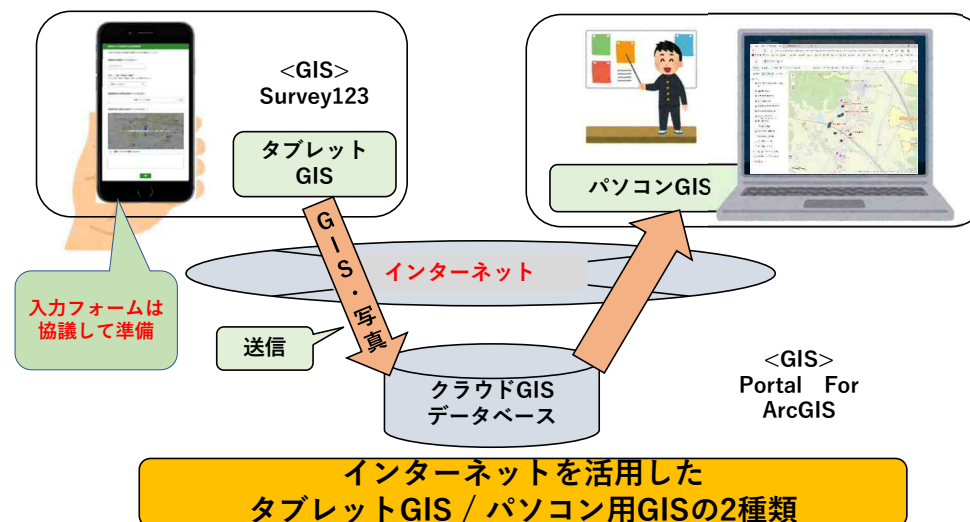 <GIS>
Survey123
タブレット
GIS
パソコンGIS
GIS・写真
インターネット
入力フォームは
協議して準備
送信
クラウドGIS
データベース
<GIS>
Portal For
ArcGIS
インターネットを活用した
タブレットGIS / パソコン用GISの2種類